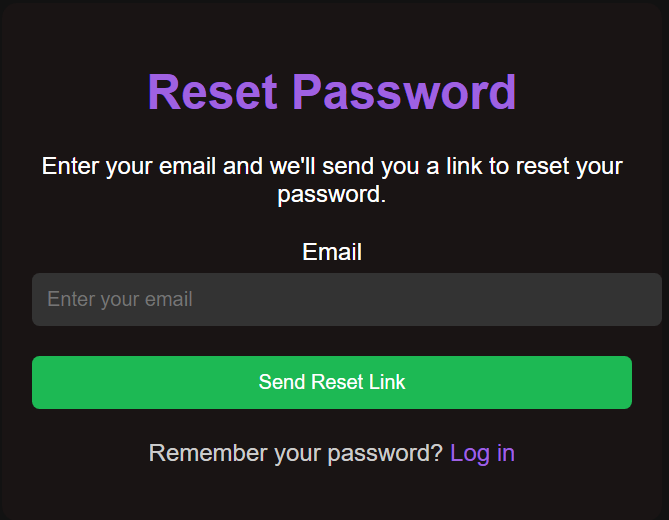 Reset Password
Enter your email and we'll send you a link to reset your
password.
Email
Enter your email
Send Reset Link
Remember your password? Log in